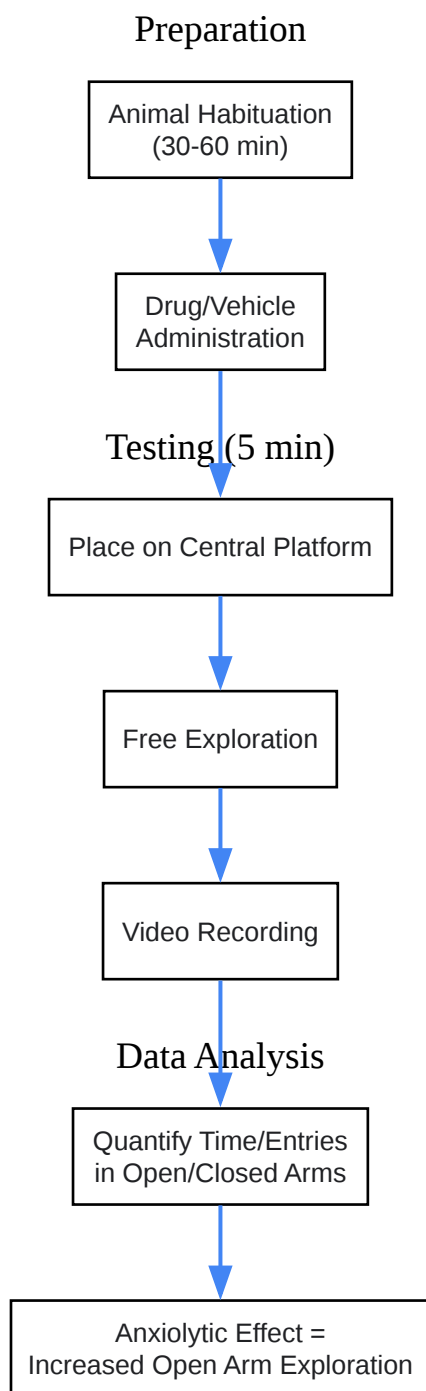 Preparation
Animal Habituation
(30-60 min)
Drug/Vehicle
Administration
Testing (5 min)
Place on Central Platform
Free Exploration
Video Recording
Data Analysis
Quantify Time/Entries
in Open/Closed Arms
Anxiolytic Effect =
Increased Open Arm Exploration